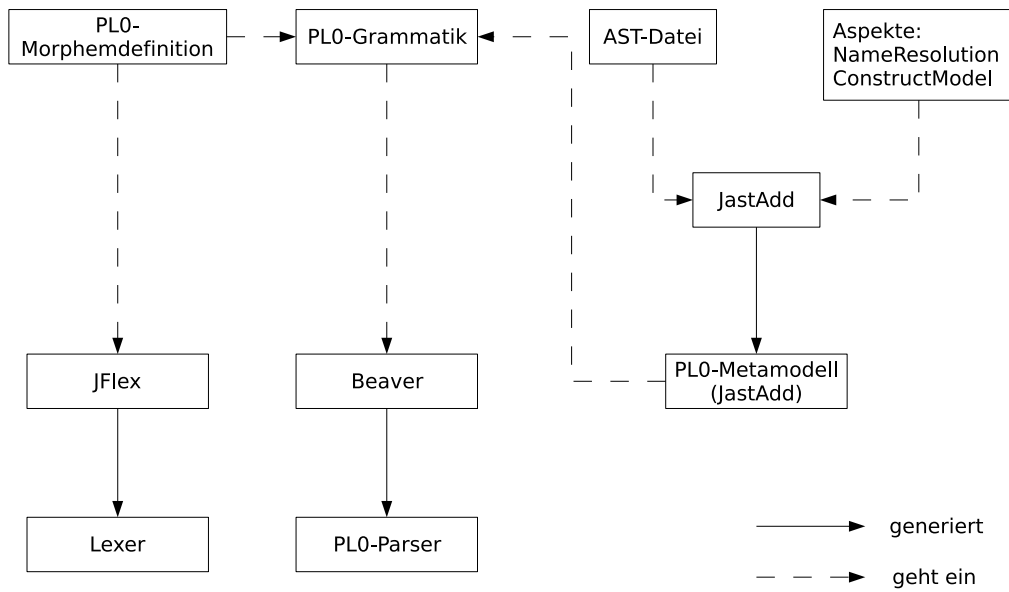 PL0-
Morphemdefinition
PL0-Grammatik
AST-Datei
Aspekte:
NameResolution
ConstructModel
JastAdd
JFlex
Beaver
PL0-Metamodell
(JastAdd)
Lexer
PL0-Parser
generiert
geht ein